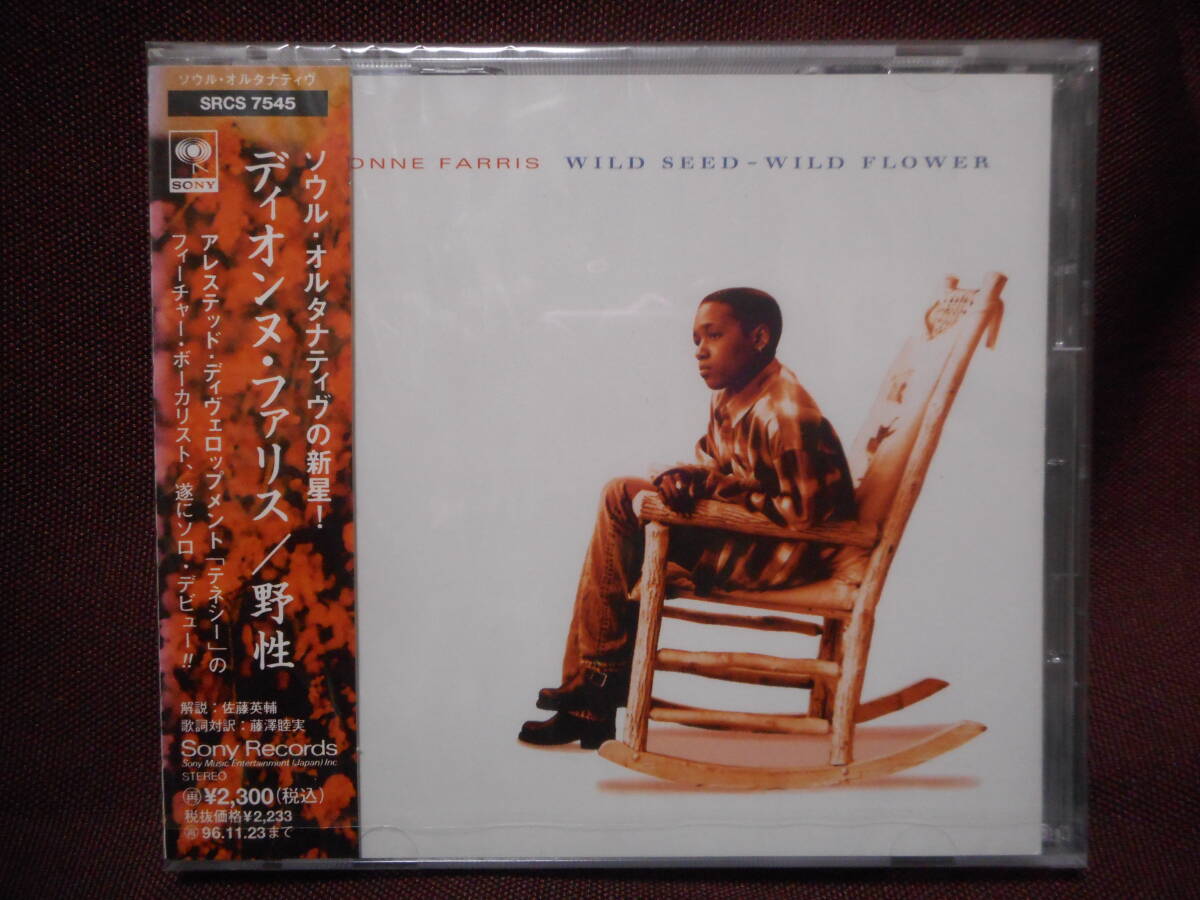 ソウル・オルタナティヴ
SRCS 7545
SONY
ソウル・オルタナティヴの新星!
ディオンヌ・ファリス/野性
アレステッド・ディヴェロップメント「テネシー」の
フィーチャー・ボーカリスト、遂にソロ・デビュー!!
解説:佐藤英輔
歌詞対訳:藤澤睦実
Sony Records
Sony Music Entertainment (Japan) Inc
STEREO
再 ¥2,300(税込)
税抜価格¥2,233
再 96.11.23まで
ONNE FARRIS WILD SEED – WILD FLOWER